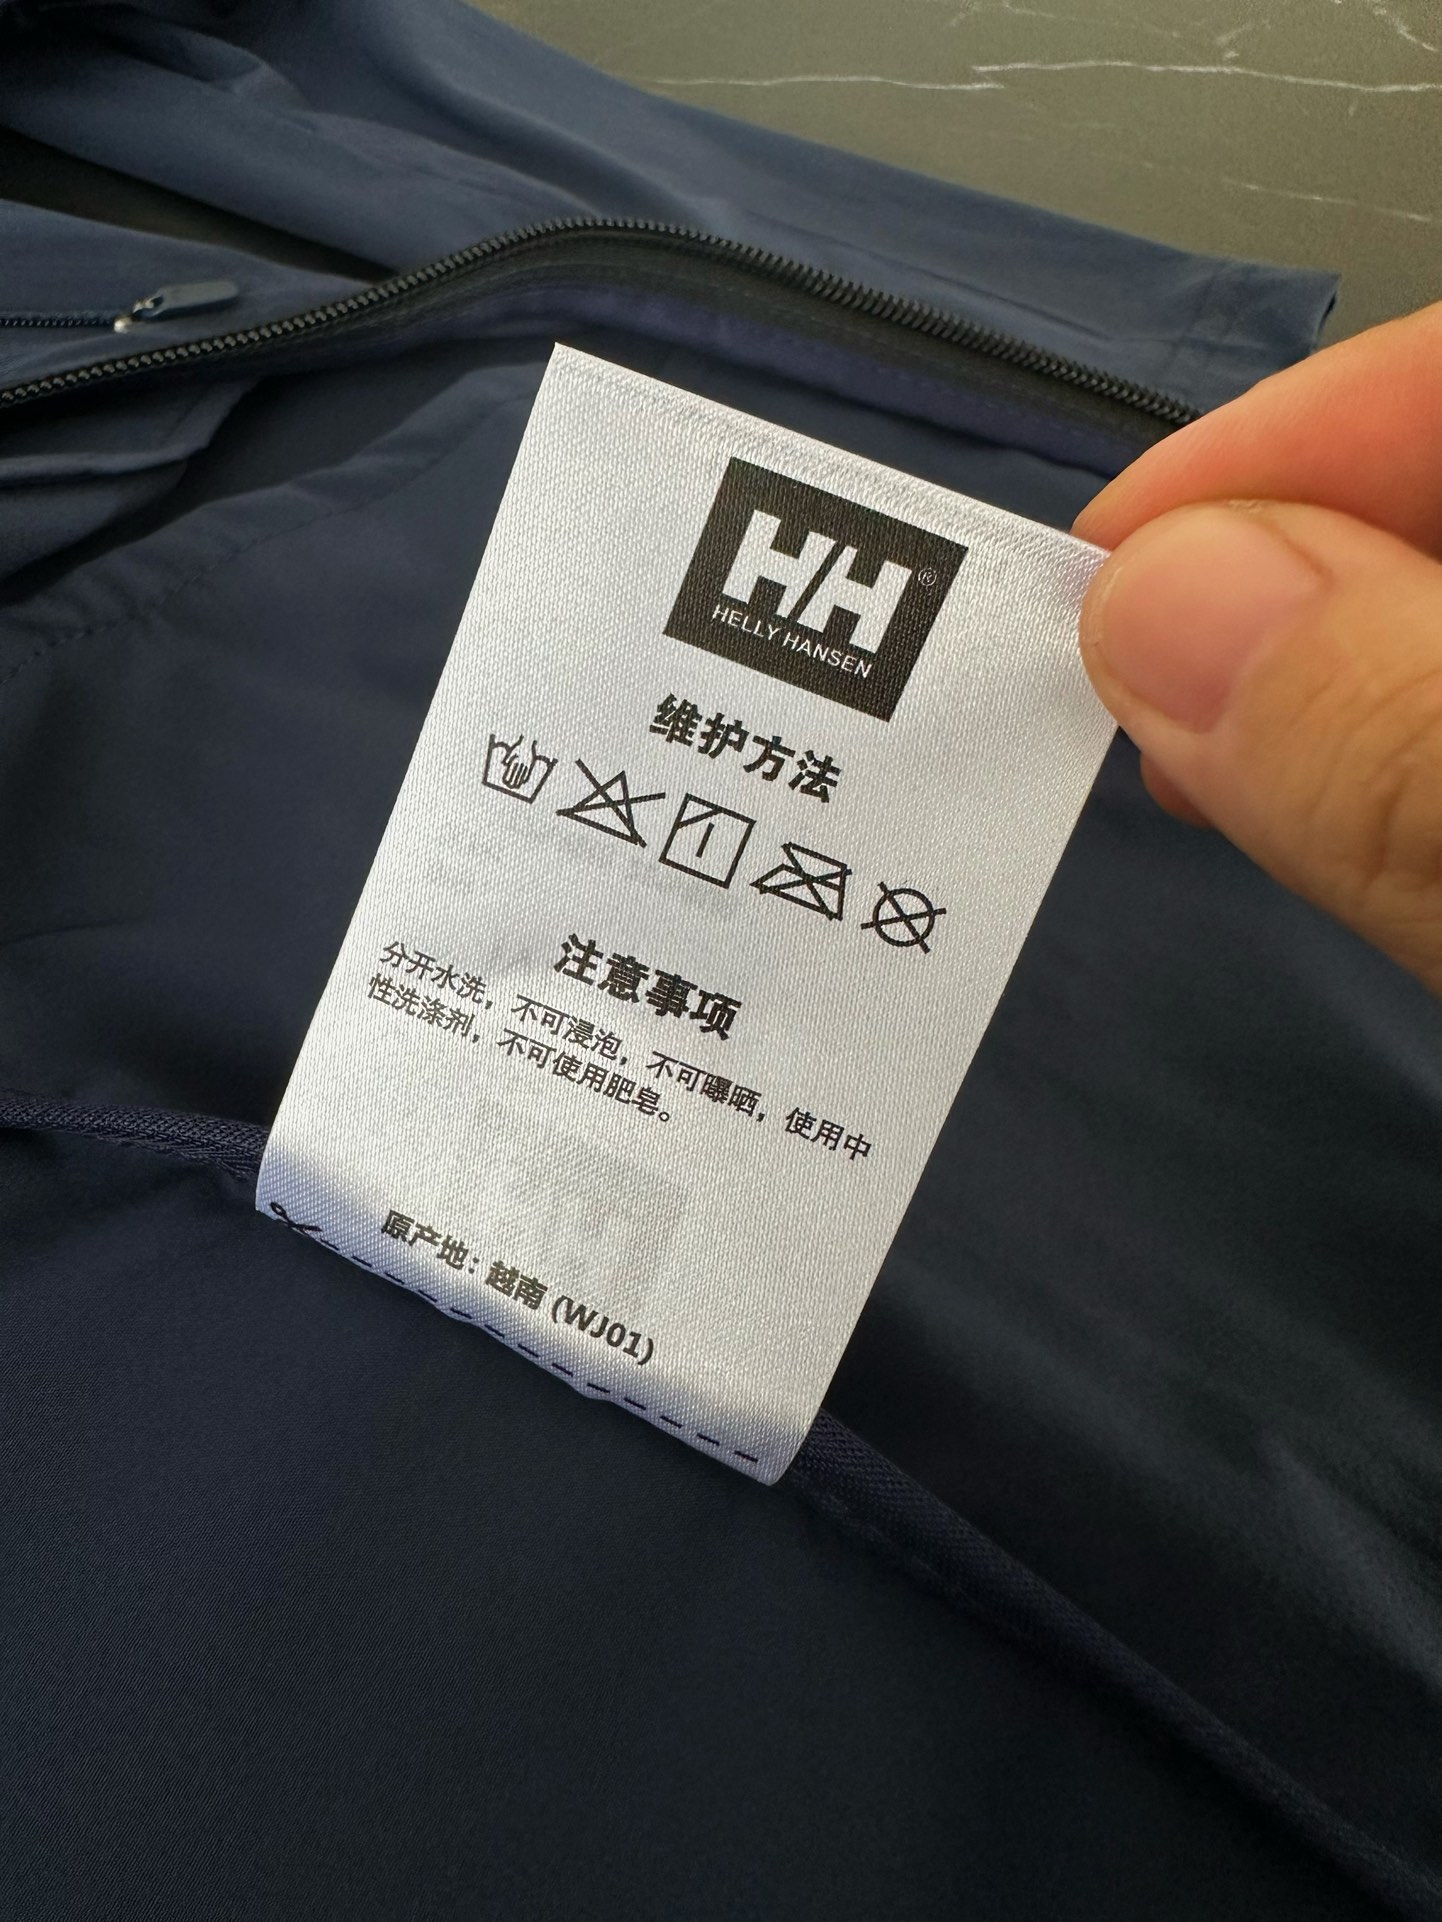 HH®
HELLY HANSEN
维护方法
注意事项
分开水洗，不可浸泡，不可曝晒，使用中
性洗涤剂，不可使用肥皂。
原产地：越南 (WJ01)